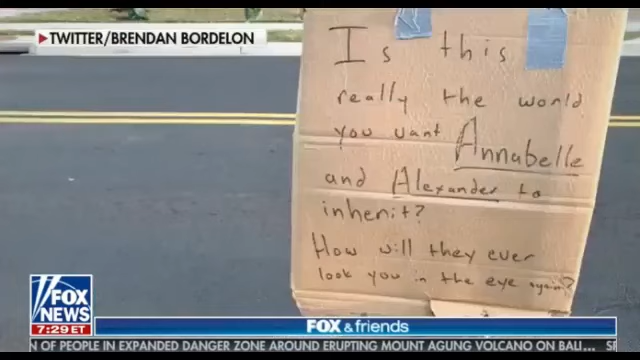 TWITTER/BRENDAN BORDELON
Is this
really the world
you want Annabelle
and Alexander to
inherit?
How will they ever
look you in the eye again?
FOX
NEWS
7:29 ET
FOX & friends
N OF PEOPLE IN EXPANDED DANGER ZONE AROUND ERUPTING MOUNT AGUNG VOLCANO ON BALI...